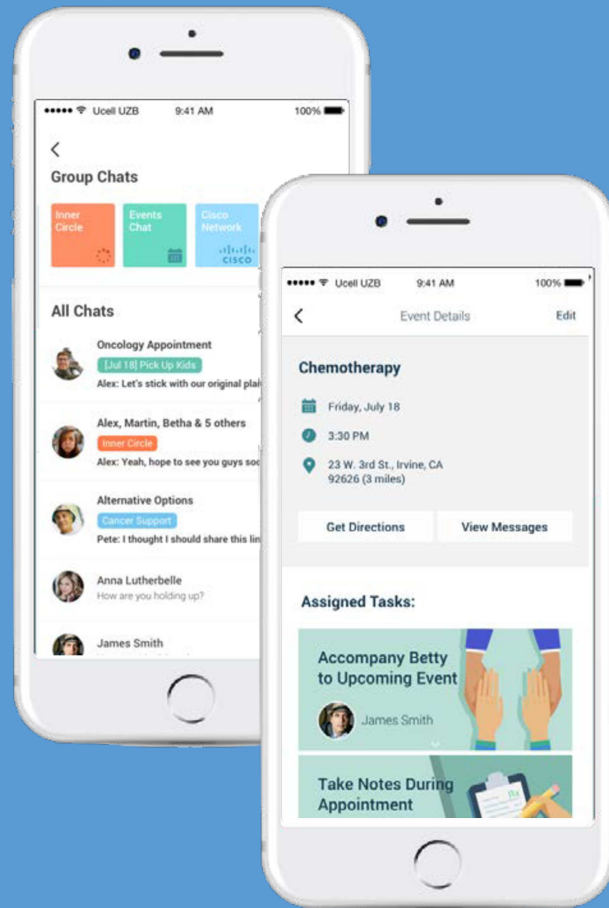 Ucell UZB 9:41 AM 100%
Group Chats
Inner
Circle
Events
Chat
Cisco
Network
CISCO
All Chats
Oncology Appointment
[Jul 18] Pick Up Kids
Alex: Let's stick with our original
Alex, Martin, Betha & 5 others
Inner Circle
Alex: Yeah, hope to see you guys
Alternative Options
Cancer Support
Pete: I thought I should share this
Anna Lutherbelle
How are you holding up?
James Smith
Ucell UZB 9:41 AM 100%
Event Details Edit
Chemotherapy
Friday, July 18
3:30 PM
23 W. 3rd St., Irvine, CA
92626 (3 miles)
Get Directions View Messages
Assigned Tasks:
Accompany Betty
to Upcoming Event
James Smith
Take Notes During
Appointment
Rx